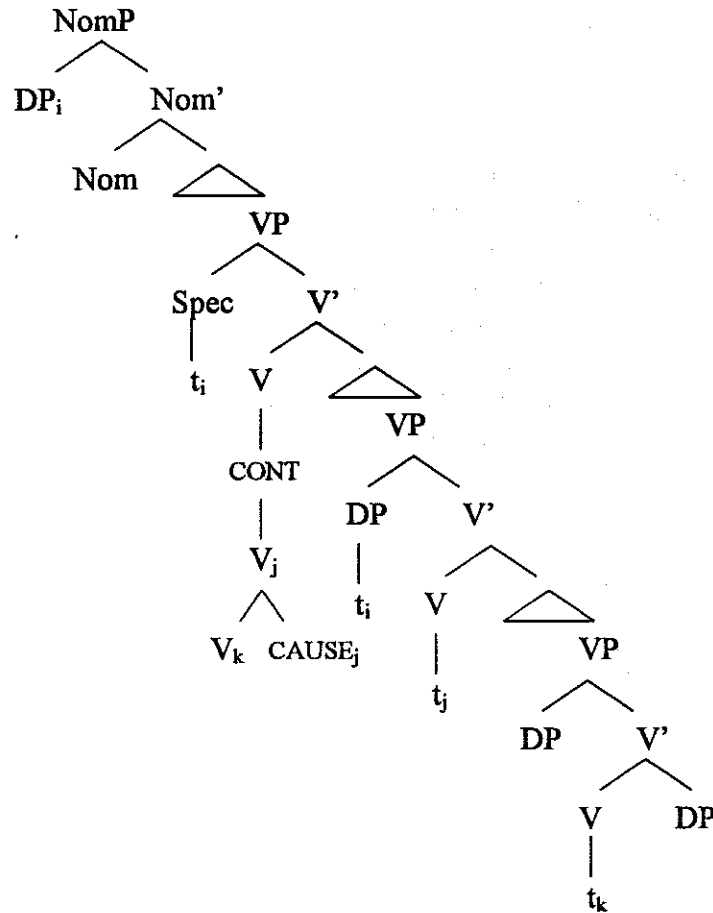 NomP
DPᵢ Nom’
Nom
VP
Spec V’
tᵢ V
VP
CONT
DP V’
Vⱼ
tᵢ V
Vₖ CAUSEⱼ
VP
tⱼ
DP V’
V DP
tₖ